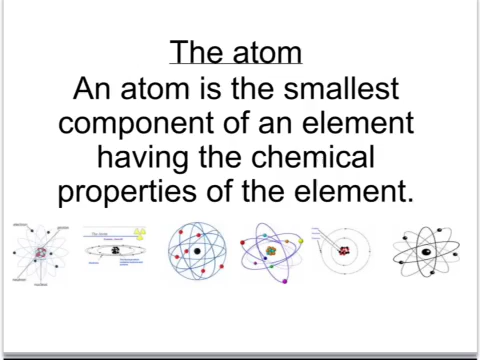 The atom
An atom is the smallest
component of an element
having the chemical
properties of the element.